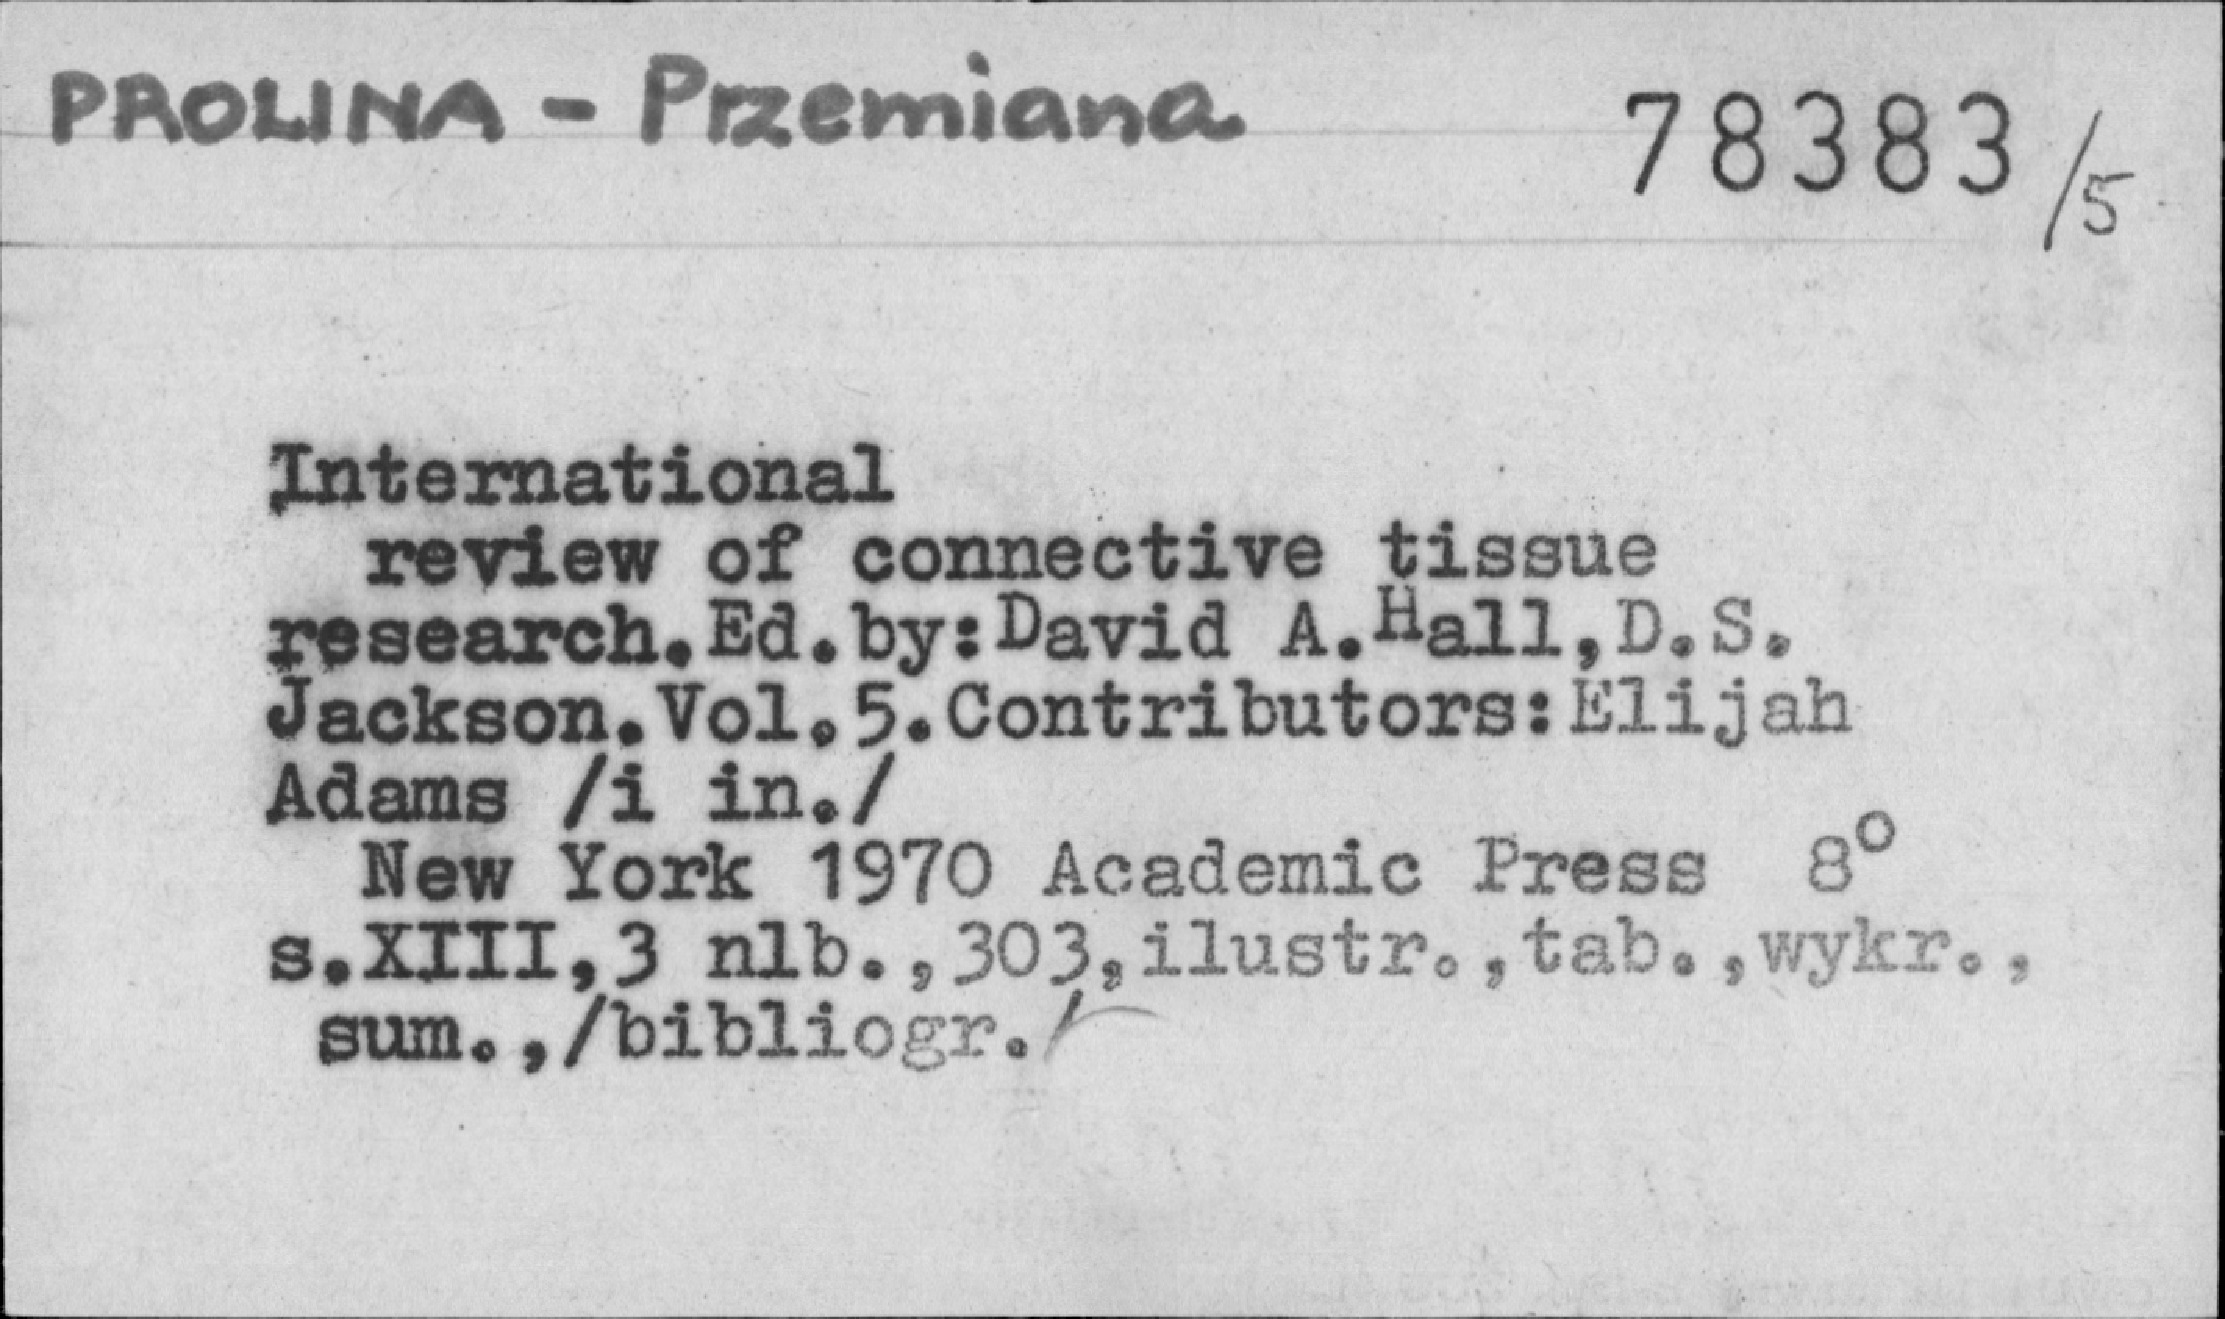 PROLINA - Przemiana
78383/5
International
review of connective tissue
research.Ed.by:David A.Hall,D.S.
Jackson.Vol.5.Contributors:Elijah
Adams /i in./
New York 1970 Academic Press 8°
s.XIII,3 nlb.,303,ilustr.,tab.,wykr.,
sum.,/bibliogr./